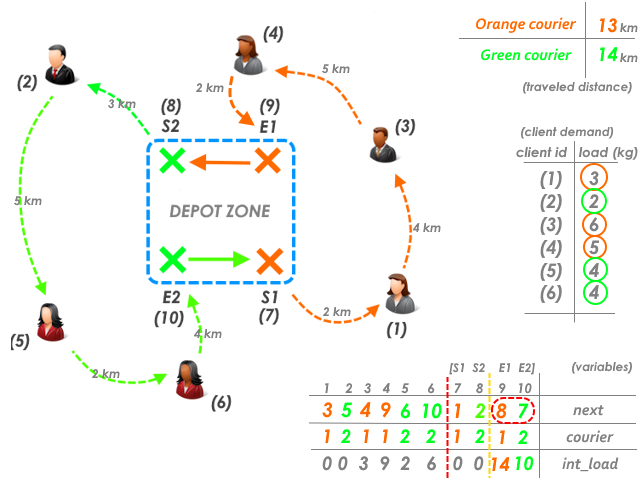 Orange courier 13 km
Green courier 14 km
(traveled distance)
(4)
5 km
2 km
(2)
3 km
(8)
S2
(9)
E1
(3)
(client demand)
client id load (kg)
(1) 3
(2) 2
(3) 6
(4) 5
(5) 4
(6) 4
5 km
DEPOT ZONE
4 km
E2
(10)
S1
(7)
2 km
(1)
4 km
(5)
2 km
(6)
[S1 S2 E1 E2] (variables)
1 2 3 4 5 6 7 8 9 10
3 5 4 9 6 10 1 2 8 7 next
1 2 1 1 2 2 1 2 1 2 courier
0 0 3 9 2 6 0 0 14 10 int_load